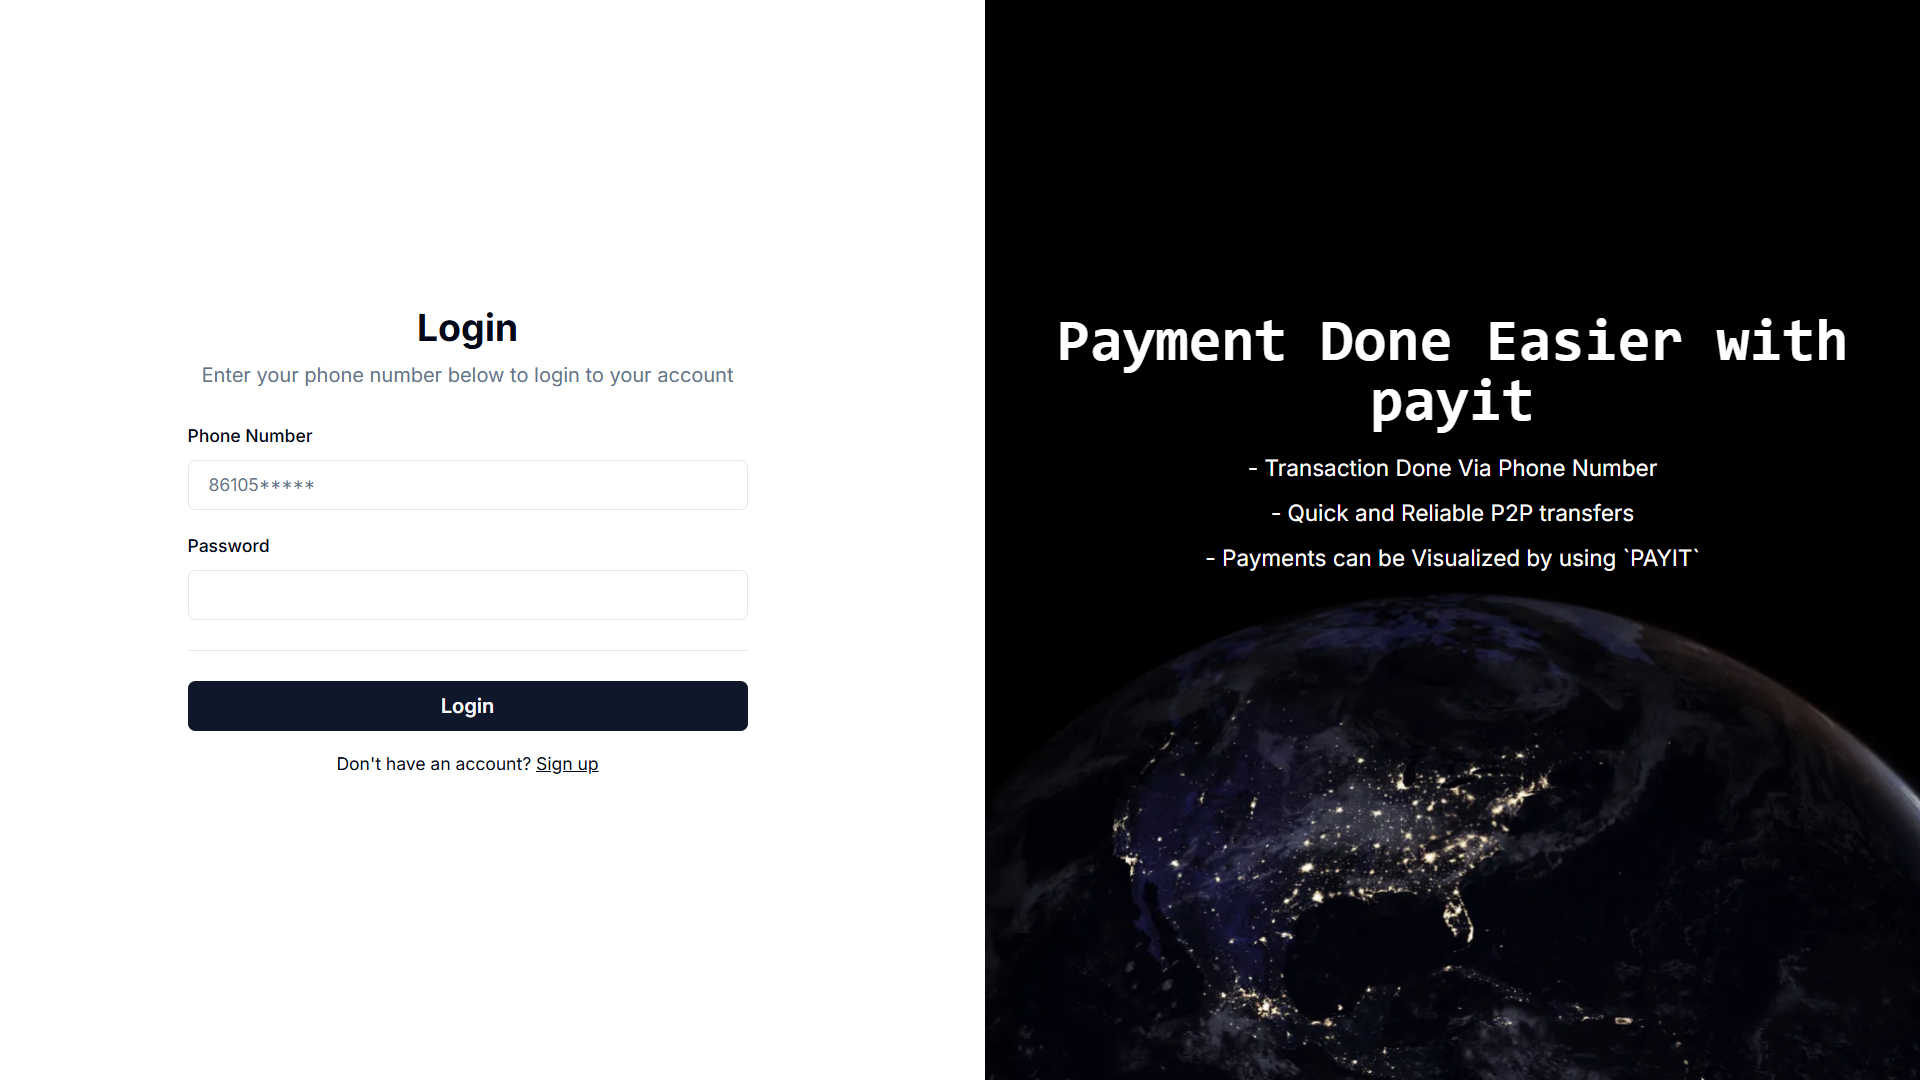 Login
Enter your phone number below to login to your account
Phone Number
86105*****
Password
Login
Don't have an account? Sign up
Payment Done Easier with
payit
- Transaction Done Via Phone Number
- Quick and Reliable P2P transfers
- Payments can be Visualized by using `PAYIT`